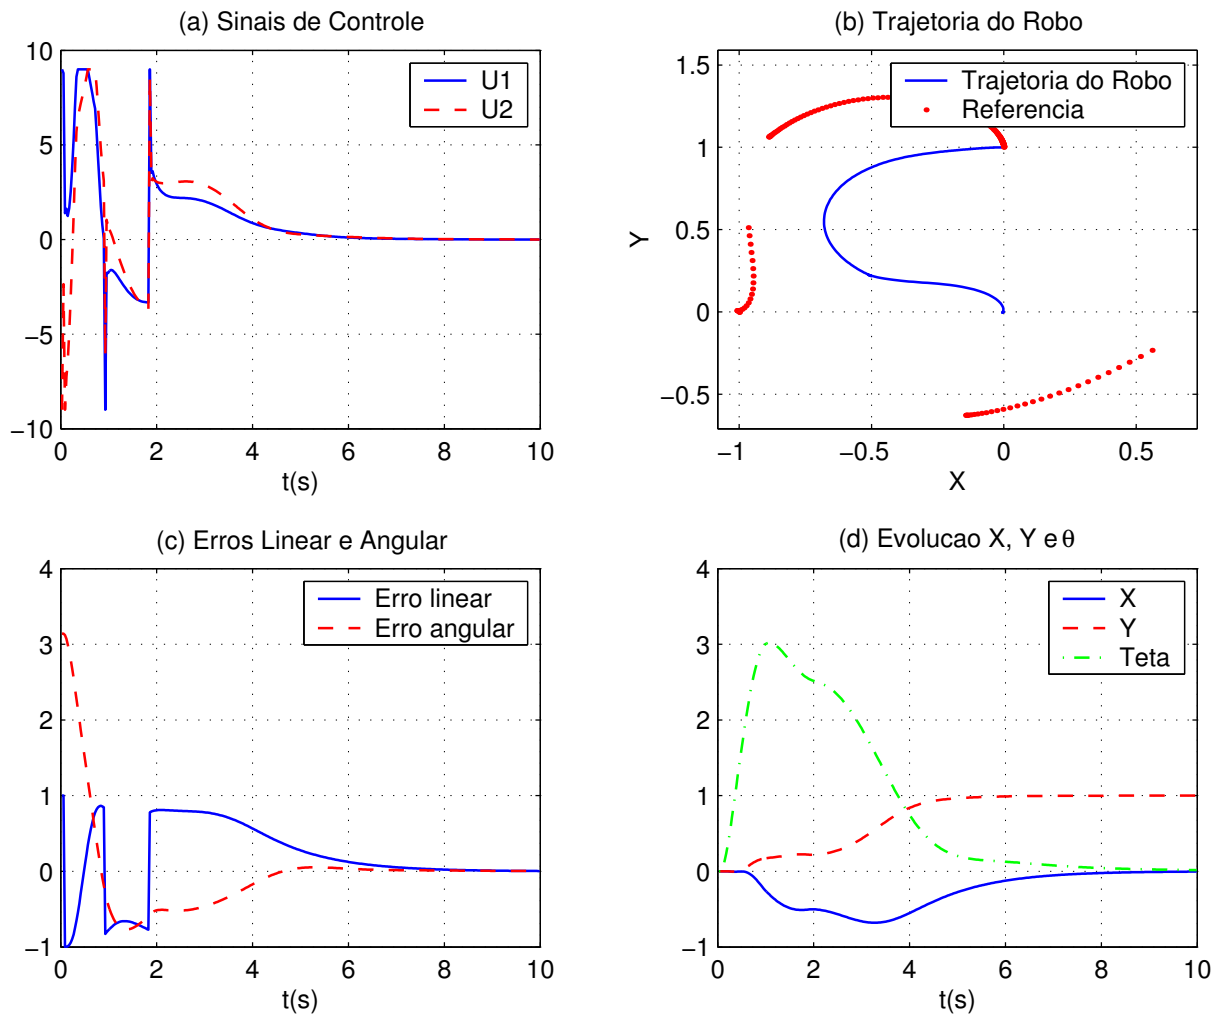 (a) Sinais de Controle
10
5
0
−5
−10
0
2
4
6
8
10
t(s)
U1
U2
(b) Trajetoria do Robo
1.5
1
0.5
0
−0.5
Y
−1
−0.5
0
0.5
X
Trajetoria do Robo
Referencia
(c) Erros Linear e Angular
4
3
2
1
0
−1
0
2
4
6
8
10
t(s)
Erro linear
Erro angular
(d) Evolucao X, Y e θ
4
3
2
1
0
−1
0
2
4
6
8
10
t(s)
X
Y
Teta